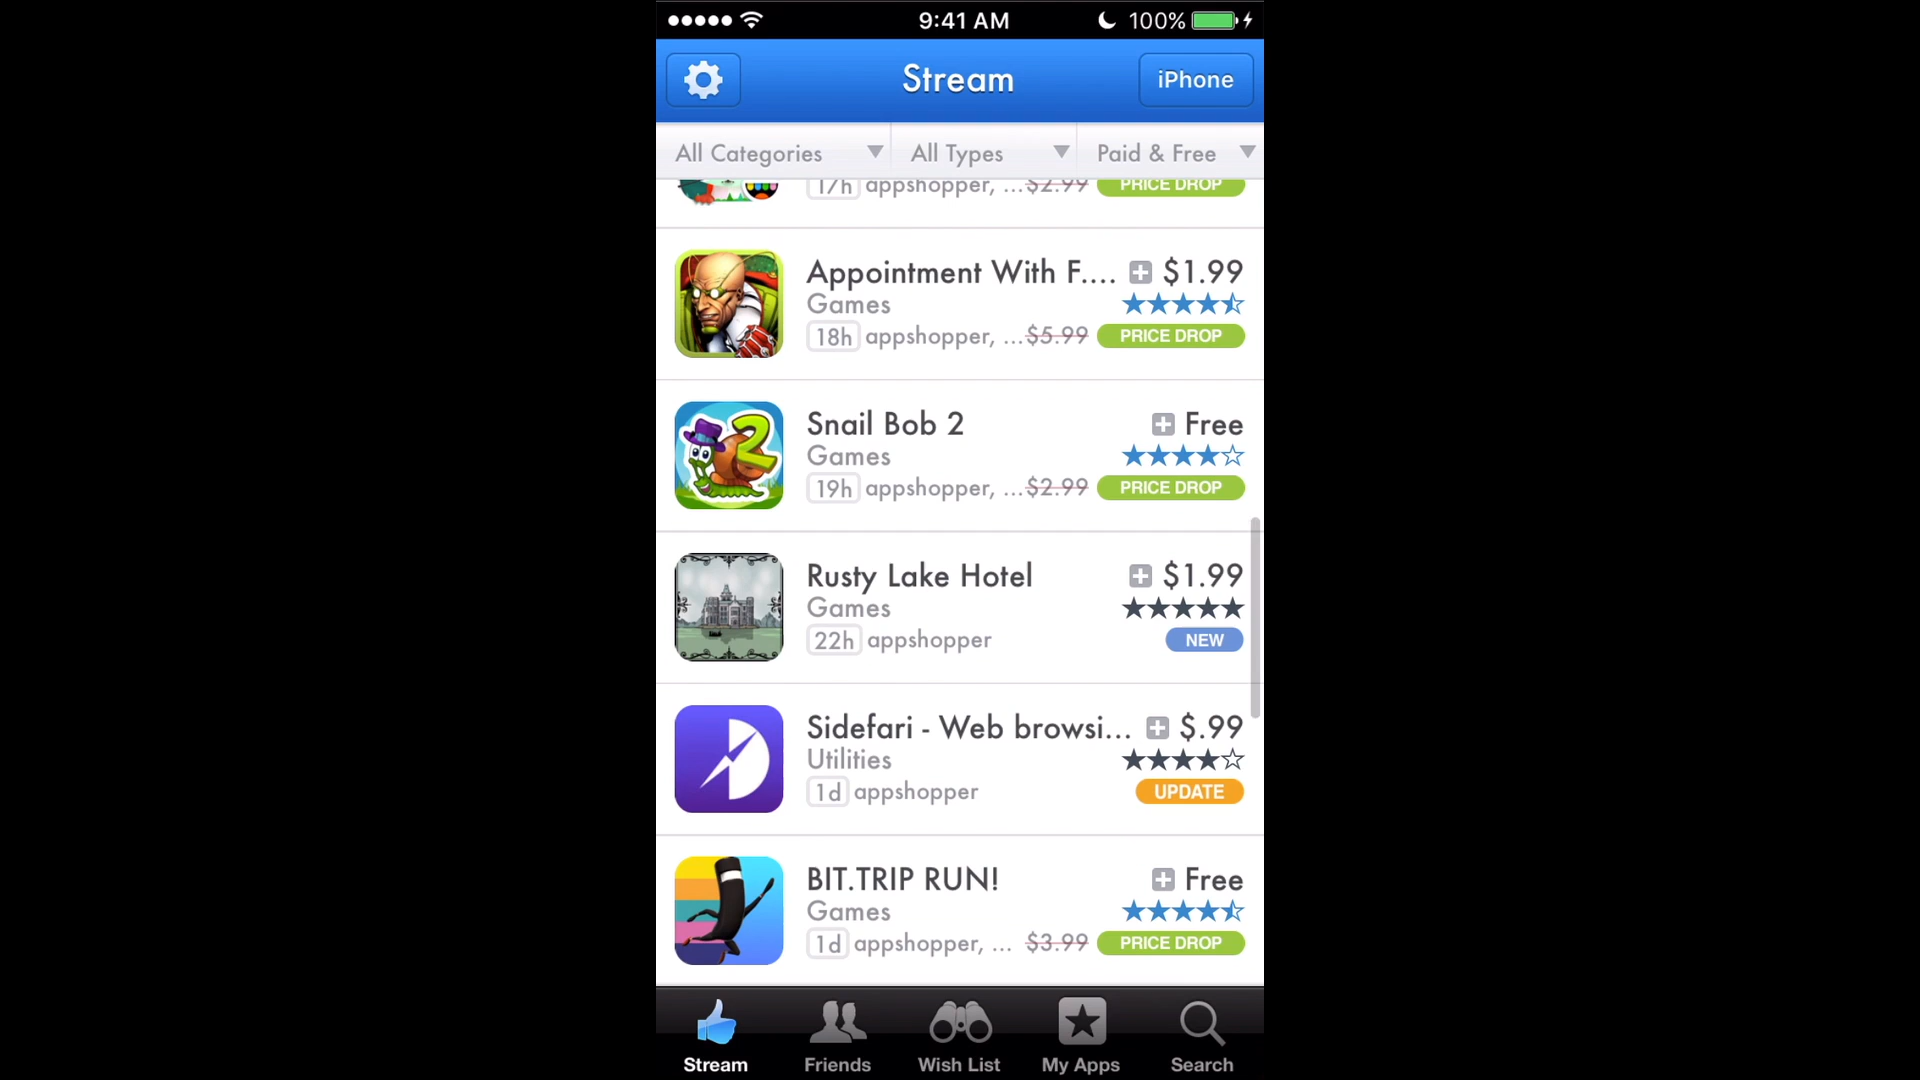 9:41 AM 100%
Stream iPhone
All Categories All Types Paid & Free
17h appshopper, ... $2.99 PRICE DROP
Appointment With F.... $1.99
Games
18h appshopper, ... $5.99 PRICE DROP
2
Snail Bob 2 Free
Games
19h appshopper, ... $2.99 PRICE DROP
Rusty Lake Hotel $1.99
Games
22h appshopper NEW
Sidefari - Web browsi... $.99
Utilities
1d appshopper UPDATE
BIT.TRIP RUN! Free
Games
1d appshopper, ... $3.99 PRICE DROP
Stream Friends Wish List My Apps Search